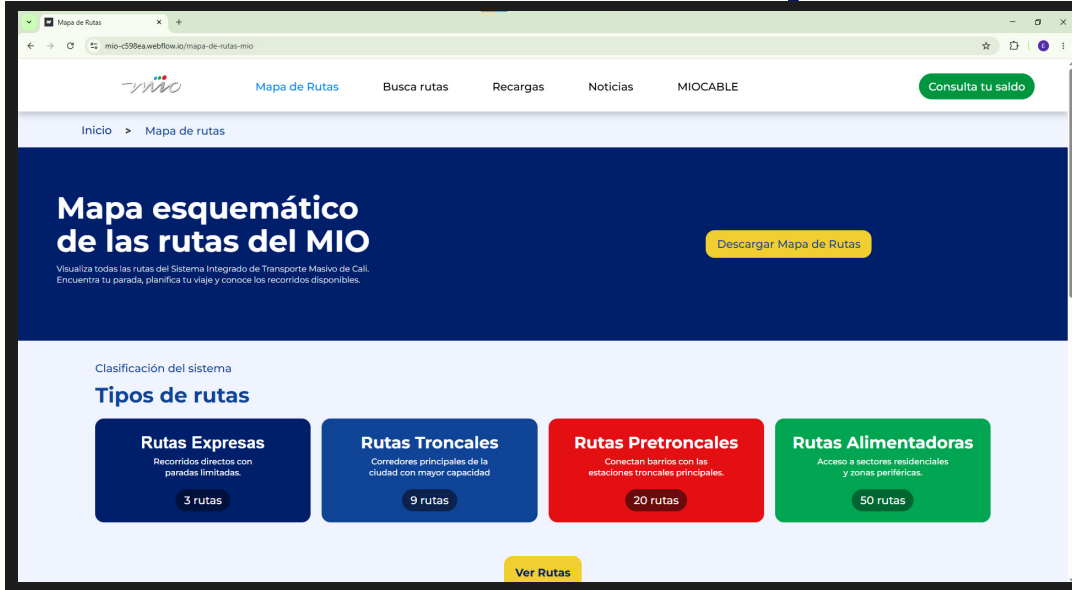 Mapa de Rutas
mio-c598ea.webflow.io/mapa-de-rutas-mio
E
mio
Mapa de Rutas
Busca rutas
Recargas
Noticias
MIOCABLE
Consulta tu saldo
Inicio > Mapa de rutas
Mapa esquemático
de las rutas del MIO
Visualiza todas las rutas del Sistema Integrado de Transporte Masivo de Cali.
Encuentra tu parada, planifica tu viaje y conoce los recorridos disponibles.
Descargar Mapa de Rutas
Clasificación del sistema
Tipos de rutas
Rutas Expresas
Recorridos directos con
paradas limitadas.
3 rutas
Rutas Troncales
Corredores principales de la
ciudad con mayor capacidad
9 rutas
Rutas Pretroncales
Conectan barrios con las
estaciones troncales principales.
20 rutas
Rutas Alimentadoras
Acceso a sectores residenciales
y zonas periféricas.
50 rutas
Ver Rutas